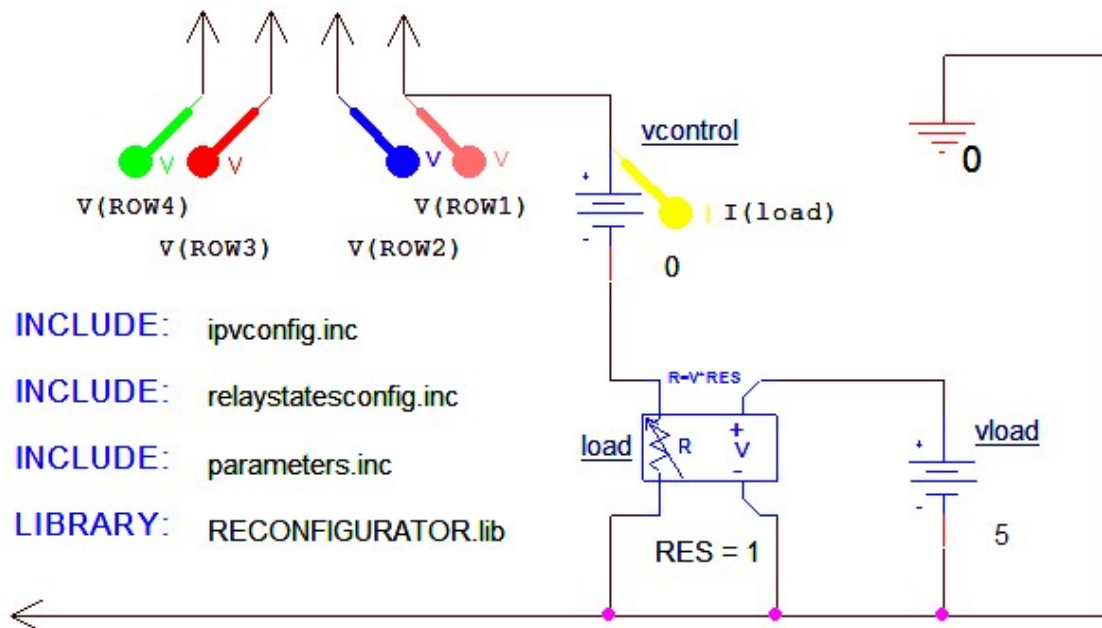 vcontrol
0
V V V V
V(ROW4) V(ROW1) I(load)
V(ROW3) V(ROW2)
+
-
0
INCLUDE: ipvconfig.inc
R=V*RES
INCLUDE: relaystatesconfig.inc
load R + V - vload
+
-
INCLUDE: parameters.inc
LIBRARY: RECONFIGURATOR.lib
RES = 1
5